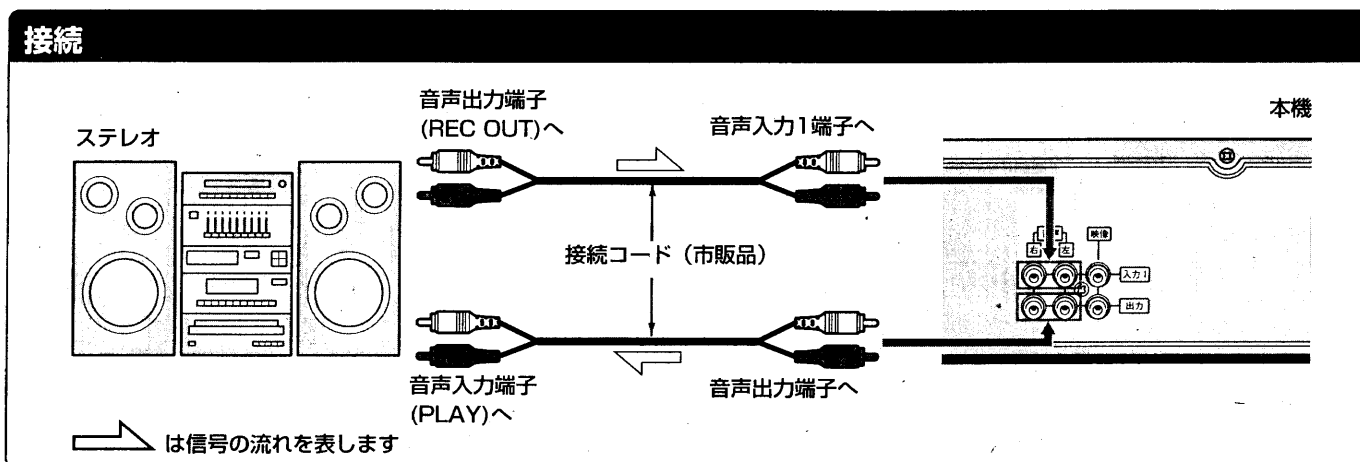 接続
ステレオ
音声出力端子
(REC OUT)へ
音声入力1端子へ
本機
接続コード（市販品）
右
左
映像
入力1
出力
音声入力端子
(PLAY)へ
音声出力端子へ
は信号の流れを表します